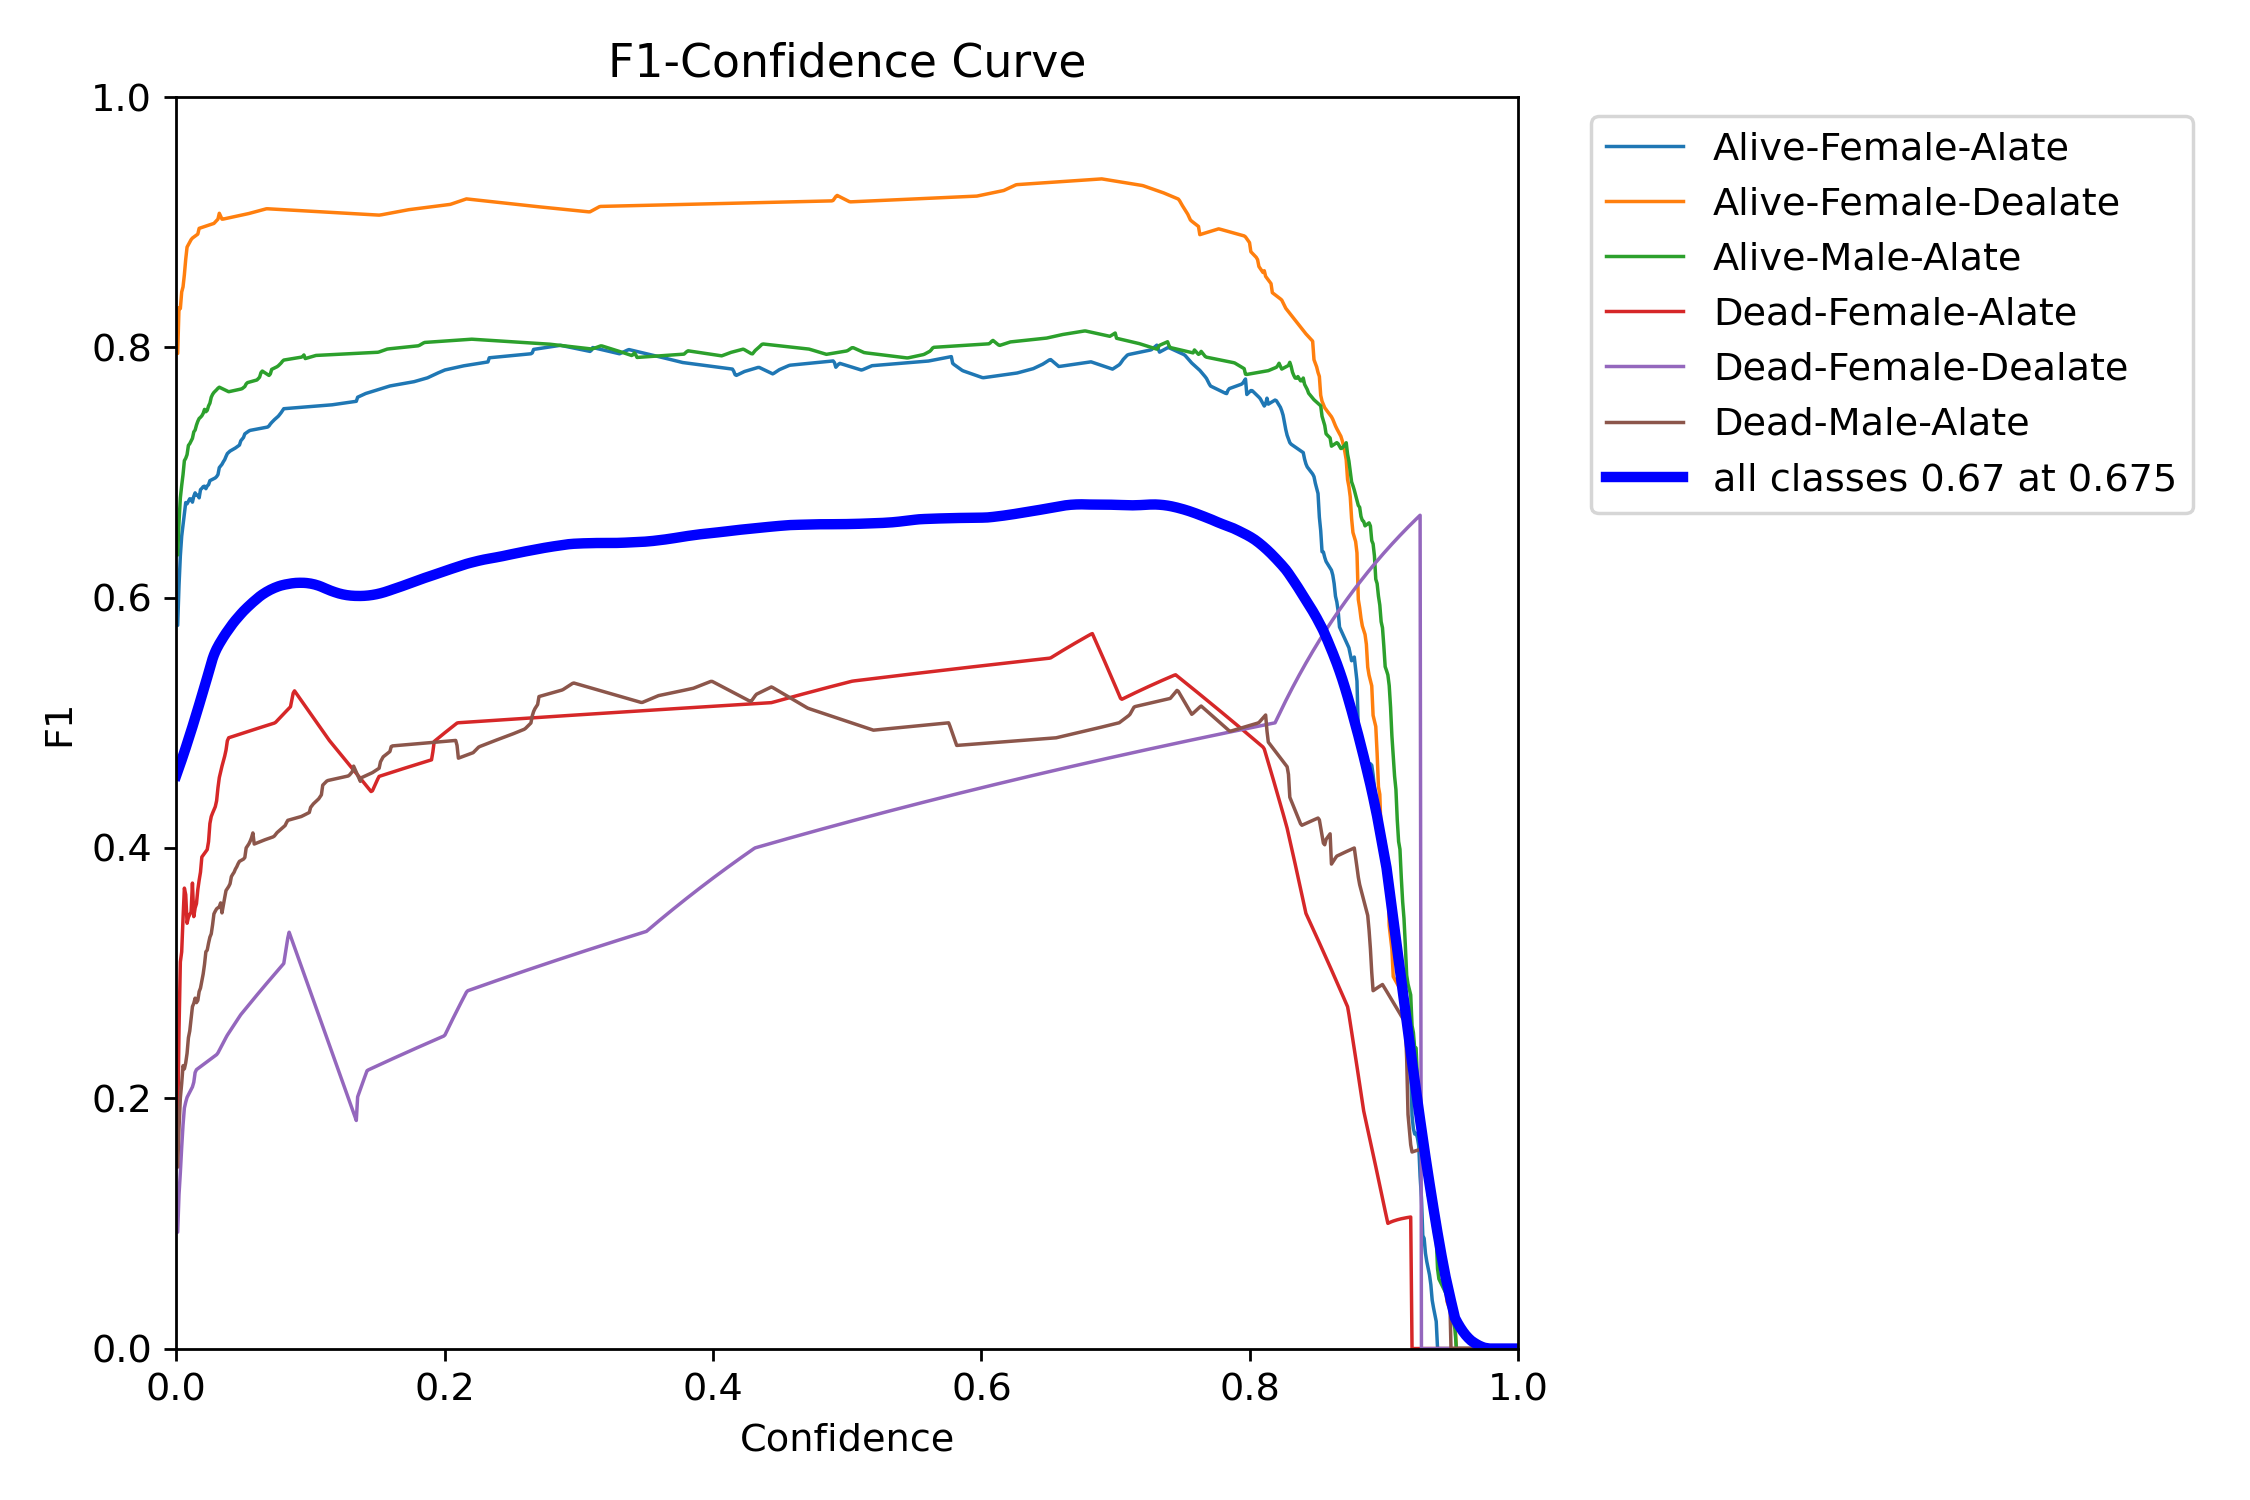 F1-Confidence Curve
1.0
0.8
0.6
0.4
0.2
0.0
F1
0.0 0.2 0.4 0.6 0.8 1.0
Confidence
Alive-Female-Alate
Alive-Female-Dealate
Alive-Male-Alate
Dead-Female-Alate
Dead-Female-Dealate
Dead-Male-Alate
all classes 0.67 at 0.675